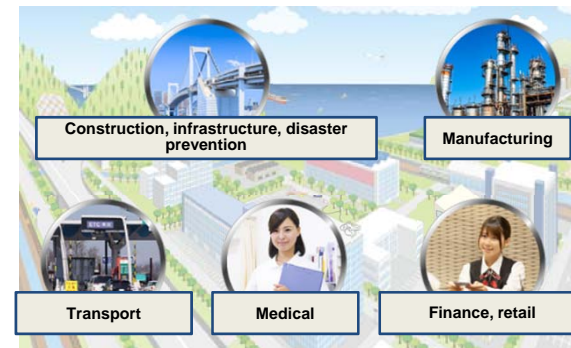 Construction, infrastructure, disaster
prevention
Manufacturing
Transport
Medical
Finance, retail